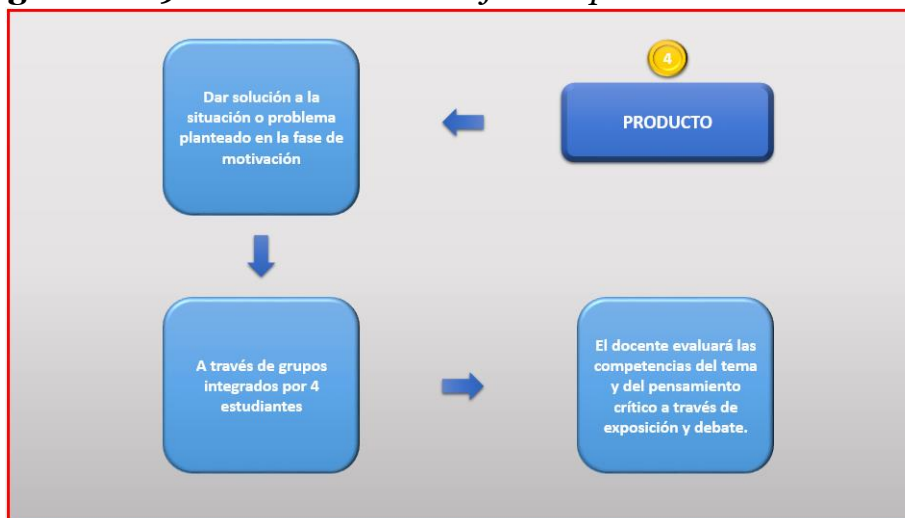 4
PRODUCTO
Dar solución a la
situación o problema
planteado en la fase de
motivación
A través de grupos
integrados por 4
estudiantes
El docente evaluará las
competencias del tema
y del pensamiento
crítico a través de
exposición y debate.